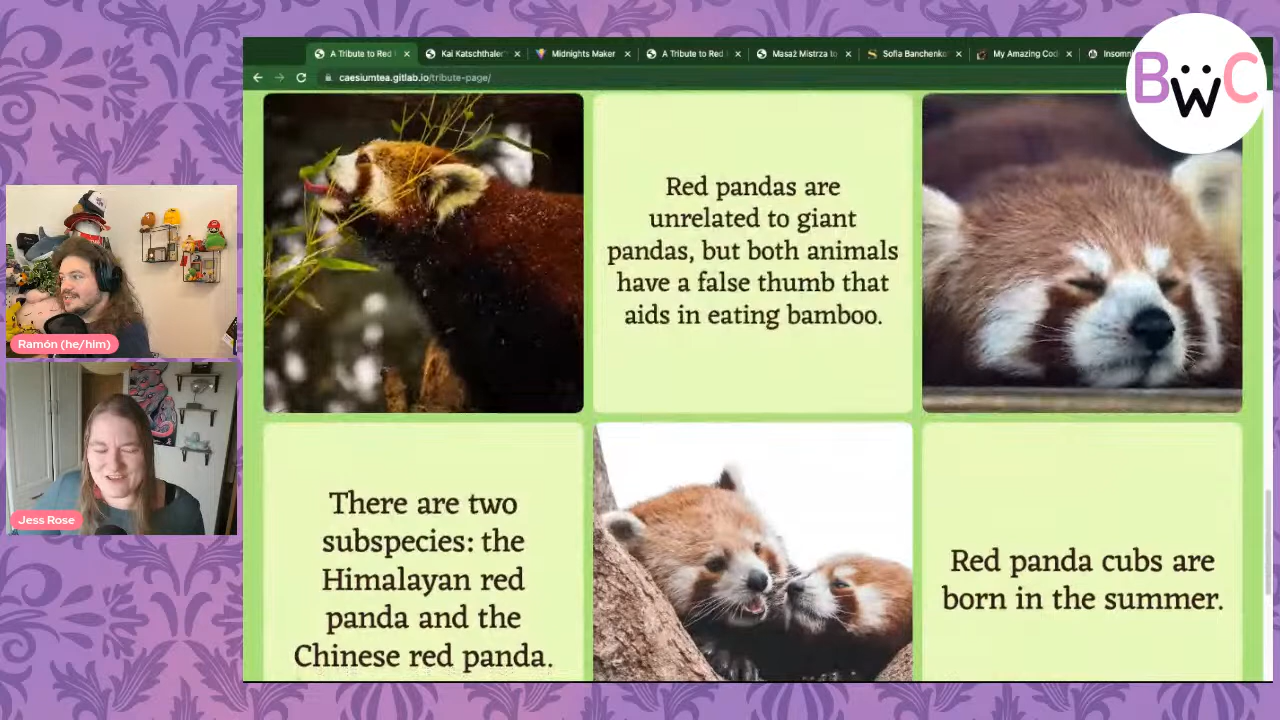 A Tribute to Red
Kai Katschthaler
Midnights Maker
A Tribute to Red
Masaż Mistrza to
Sofia Banchenko
My Amazing Cod
Insomni
caesiumtea.gitlab.io/tribute-page/
BWC
Red pandas are
unrelated to giant
pandas, but both animals
have a false thumb that
aids in eating bamboo.
Ramón (he/him)
Jess Rose
There are two
subspecies: the
Himalayan red
panda and the
Chinese red panda.
Red panda cubs are
born in the summer.